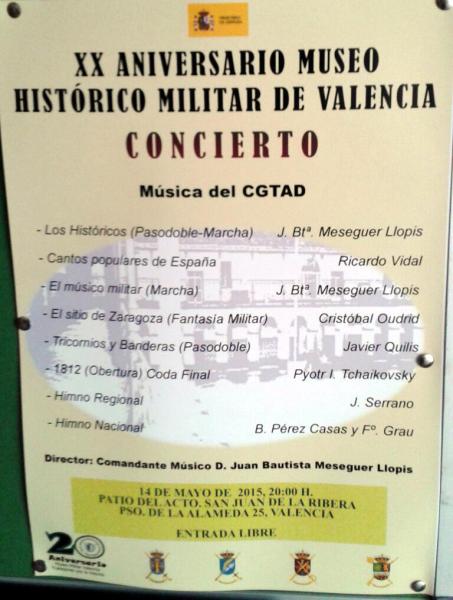 XX ANIVERSARIO MUSEO
HISTÓRICO MILITAR DE VALENCIA
CONCIERTO
Música del CGTAD
- Los Históricos (Pasodoble-Marcha) J. Btª. Meseguer Llopis
- Cantos populares de España Ricardo Vidal
- El músico militar (Marcha) J. Btª. Meseguer Llopis
- El sitio de Zaragoza (Fantasía Militar) Cristóbal Oudrid
- Tricornios y Banderas (Pasodoble) Javier Quilis
- 1812 (Obertura) Coda Final Pyotr I. Tchaikovsky
- Himno Regional J. Serrano
- Himno Nacional B. Pérez Casas y Fº. Grau
Director: Comandante Músico D. Juan Bautista Meseguer Llopis
14 DE MAYO DE 2015, 20:00 H.
PATIO DEL ACTO. SAN JUAN DE LA RIBERA
PSO. DE LA ALAMEDA 25, VALENCIA
ENTRADA LIBRE
20
Aniversario